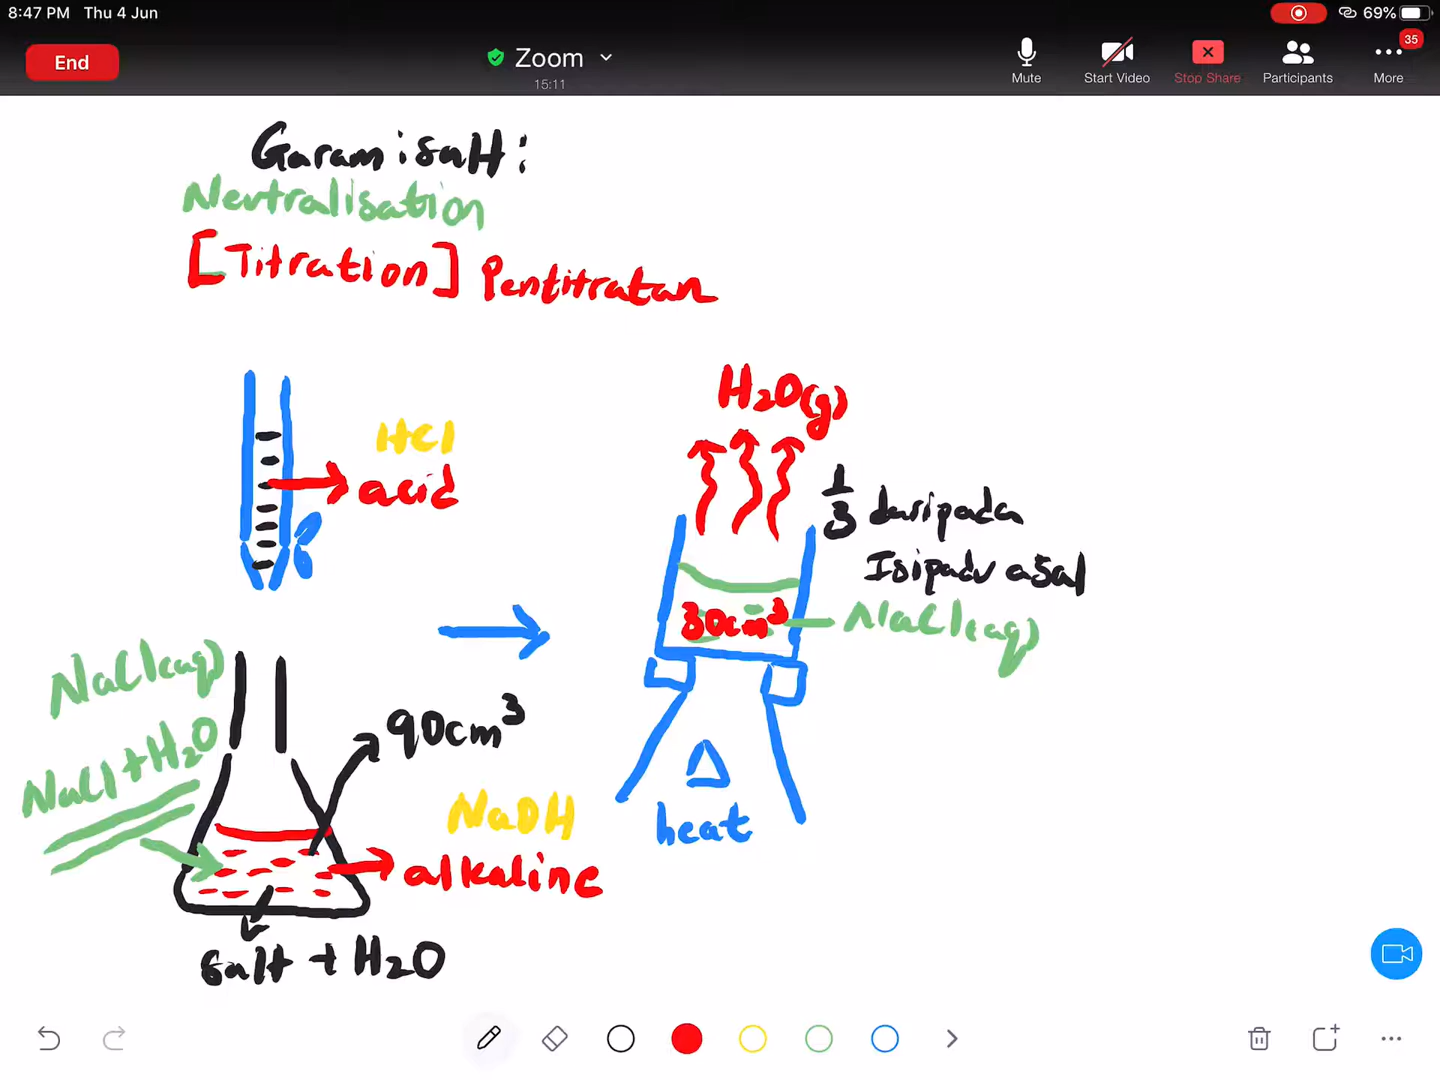 8:47 PM Thu 4 Jun
69%
End
Zoom
15:11
Mute
Start Video
Stop Share
Participants
35
More
Garam : salt :
Neutralisation
[Titration] Pentitratan
HCl
acid
NaCl(aq)
NaCl + H2O
90cm³
NaOH
alkaline
salt + H2O
H2O(g)
1/3 daripada
Isipadu asal
30cm³
NaCl(aq)
Δ
heat